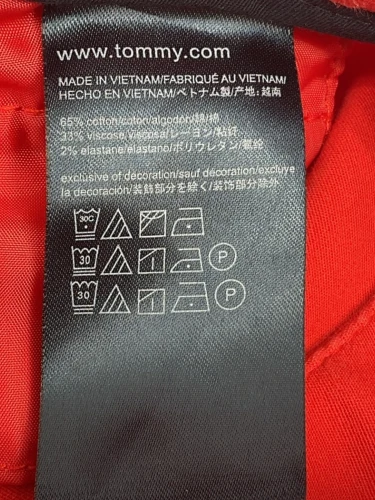 www.tommy.com
MADE IN VIETNAM/FABRIQUÉ AU VIETNAM/
HECHO EN VIETNAM/ベトナム製/产地:越南
65% cotton/coton/algodón/綿/棉
33% viscose/viscosa/レーヨン/粘纤
2% elastane/elastano/ポリウレタン/氨纶
exclusive of decoration/sauf décoration/excluye
la decoración/装飾部分を除く/装饰部分除外
30C
30 P
30 P